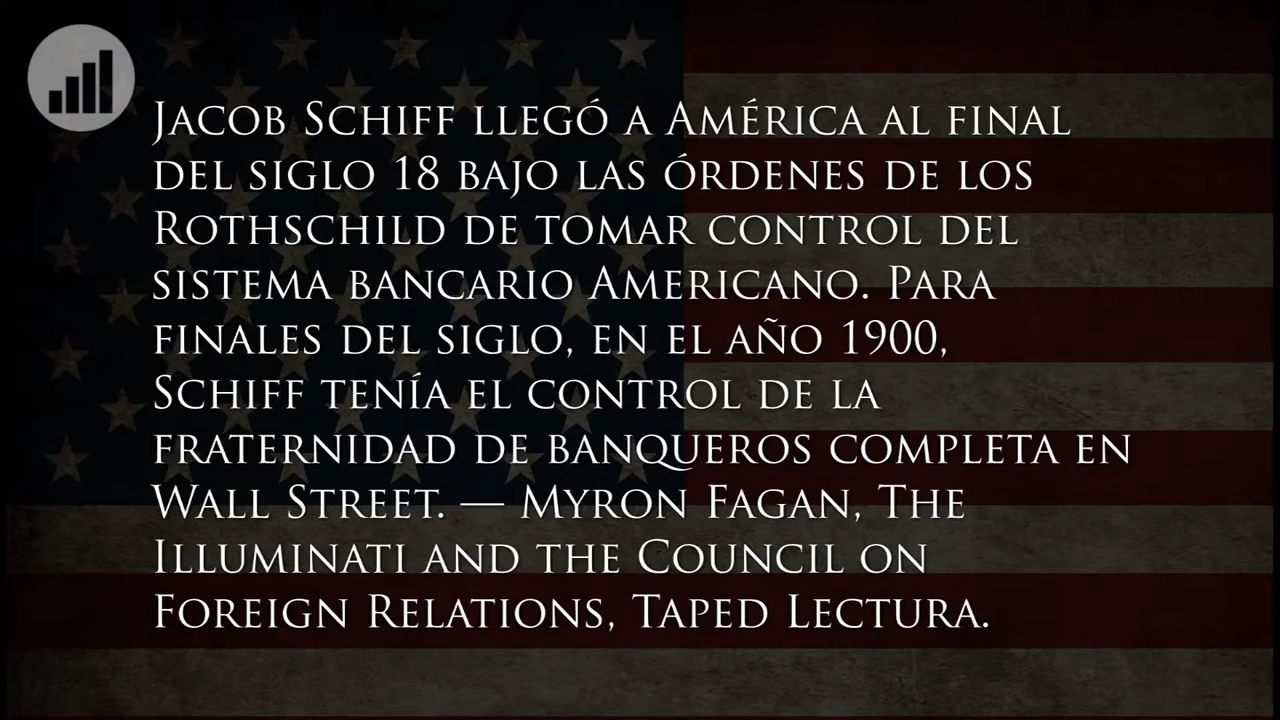 Jacob Schiff llegó a América al final
del siglo 18 bajo las órdenes de los
Rothschild de tomar control del
sistema bancario Americano. Para
finales del siglo, en el año 1900,
Schiff tenía el control de la
fraternidad de banqueros completa en
Wall Street. — Myron Fagan, The
Illuminati and the Council on
Foreign Relations, Taped Lectura.